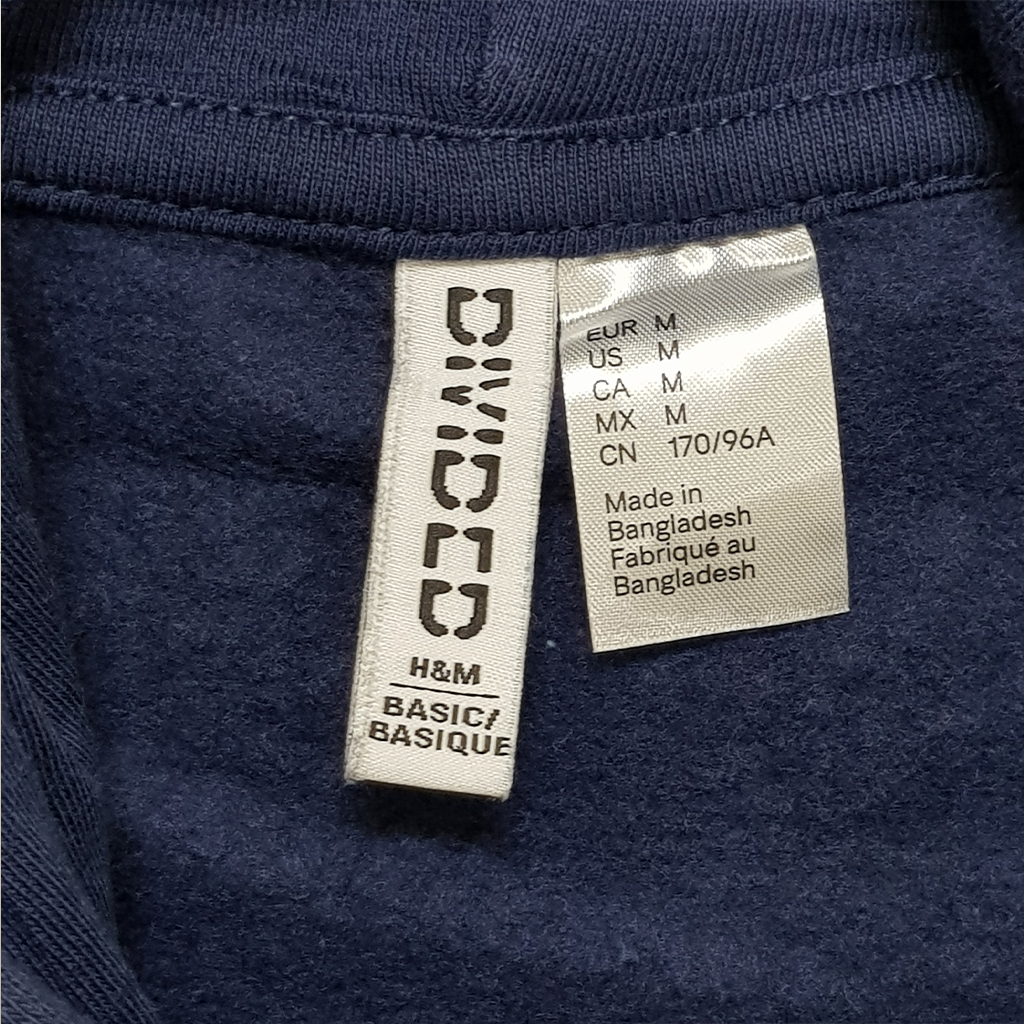 DIVIDED
H&M
BASIC/
BASIQUE
EUR M
US M
CA M
MX M
CN 170/96A
Made in
Bangladesh
Fabriqué au
Bangladesh